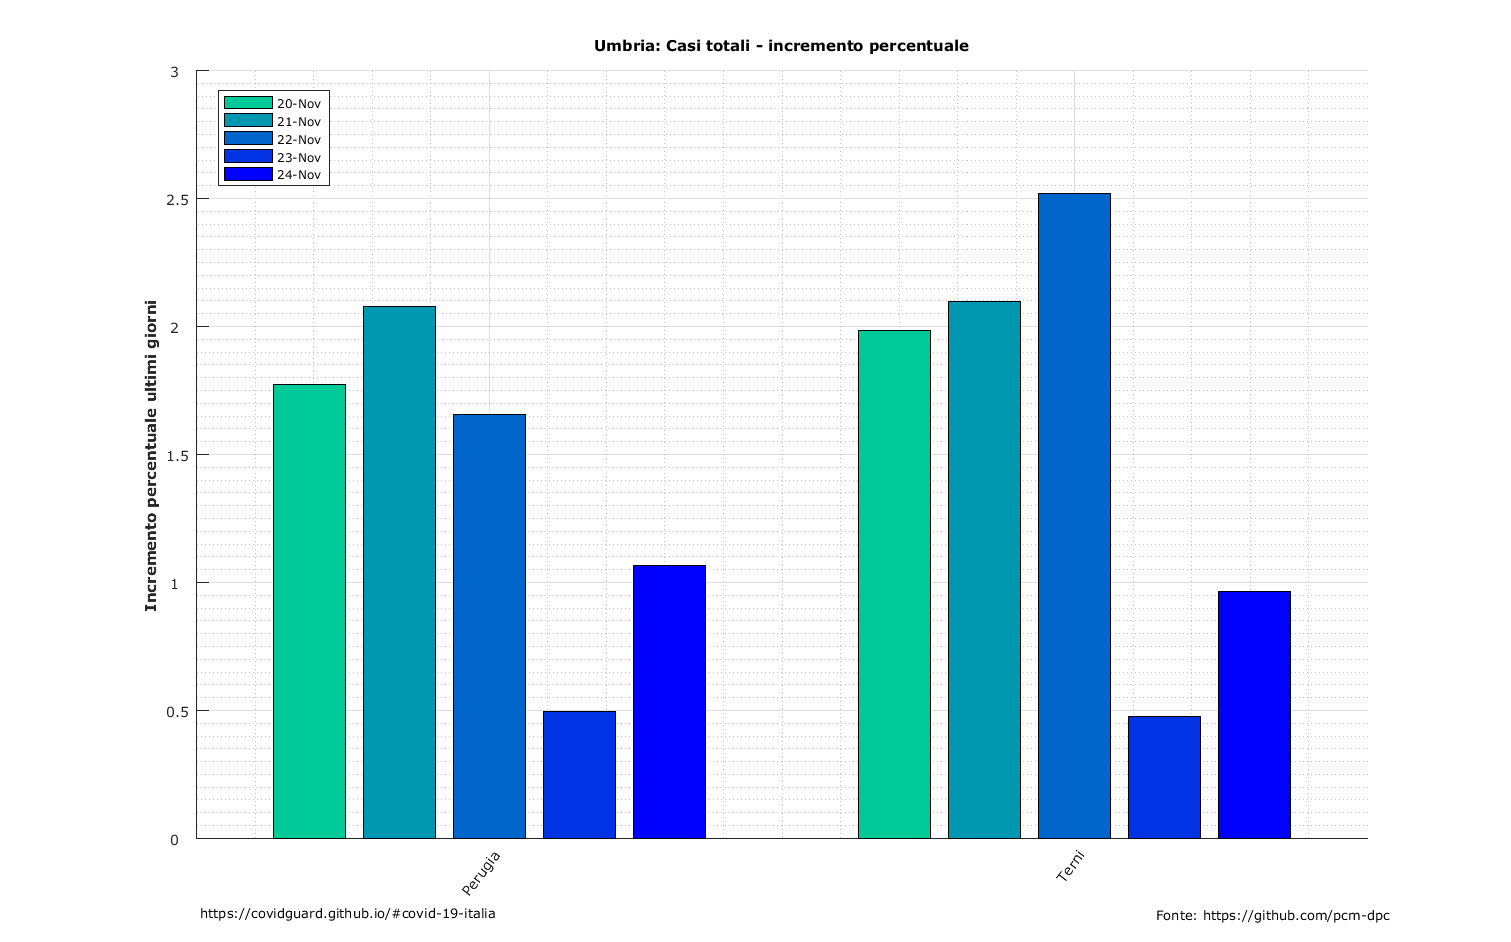 Umbria: Casi totali - incremento percentuale
3
2.5
2
1.5
1
0.5
0
Incremento percentuale ultimi giorni
20-Nov
21-Nov
22-Nov
23-Nov
24-Nov
Perugia
Terni
https://covidguard.github.io/#covid-19-italia
Fonte: https://github.com/pcm-dpc